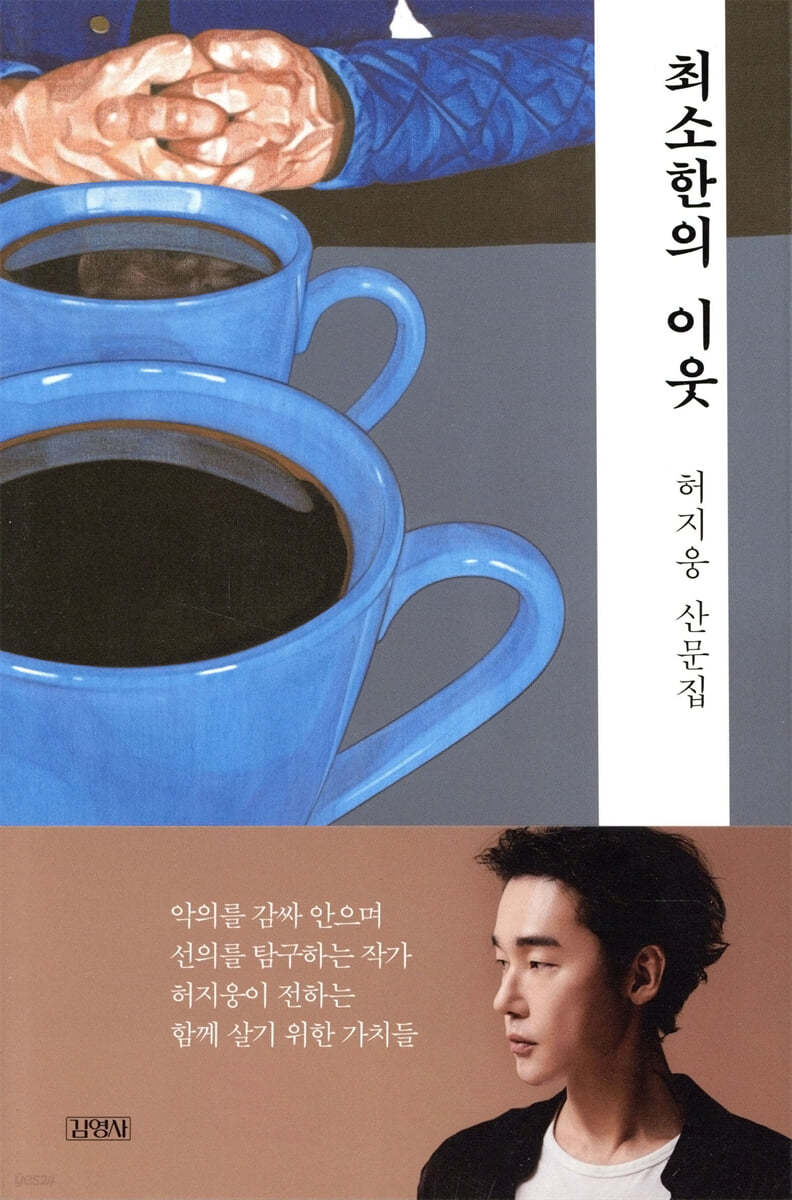 최소한의 이웃
허지웅 산문집
악의를 감싸 안으며
선의를 탐구하는 작가
허지웅이 전하는
함께 살기 위한 가치들
김영사
yes24